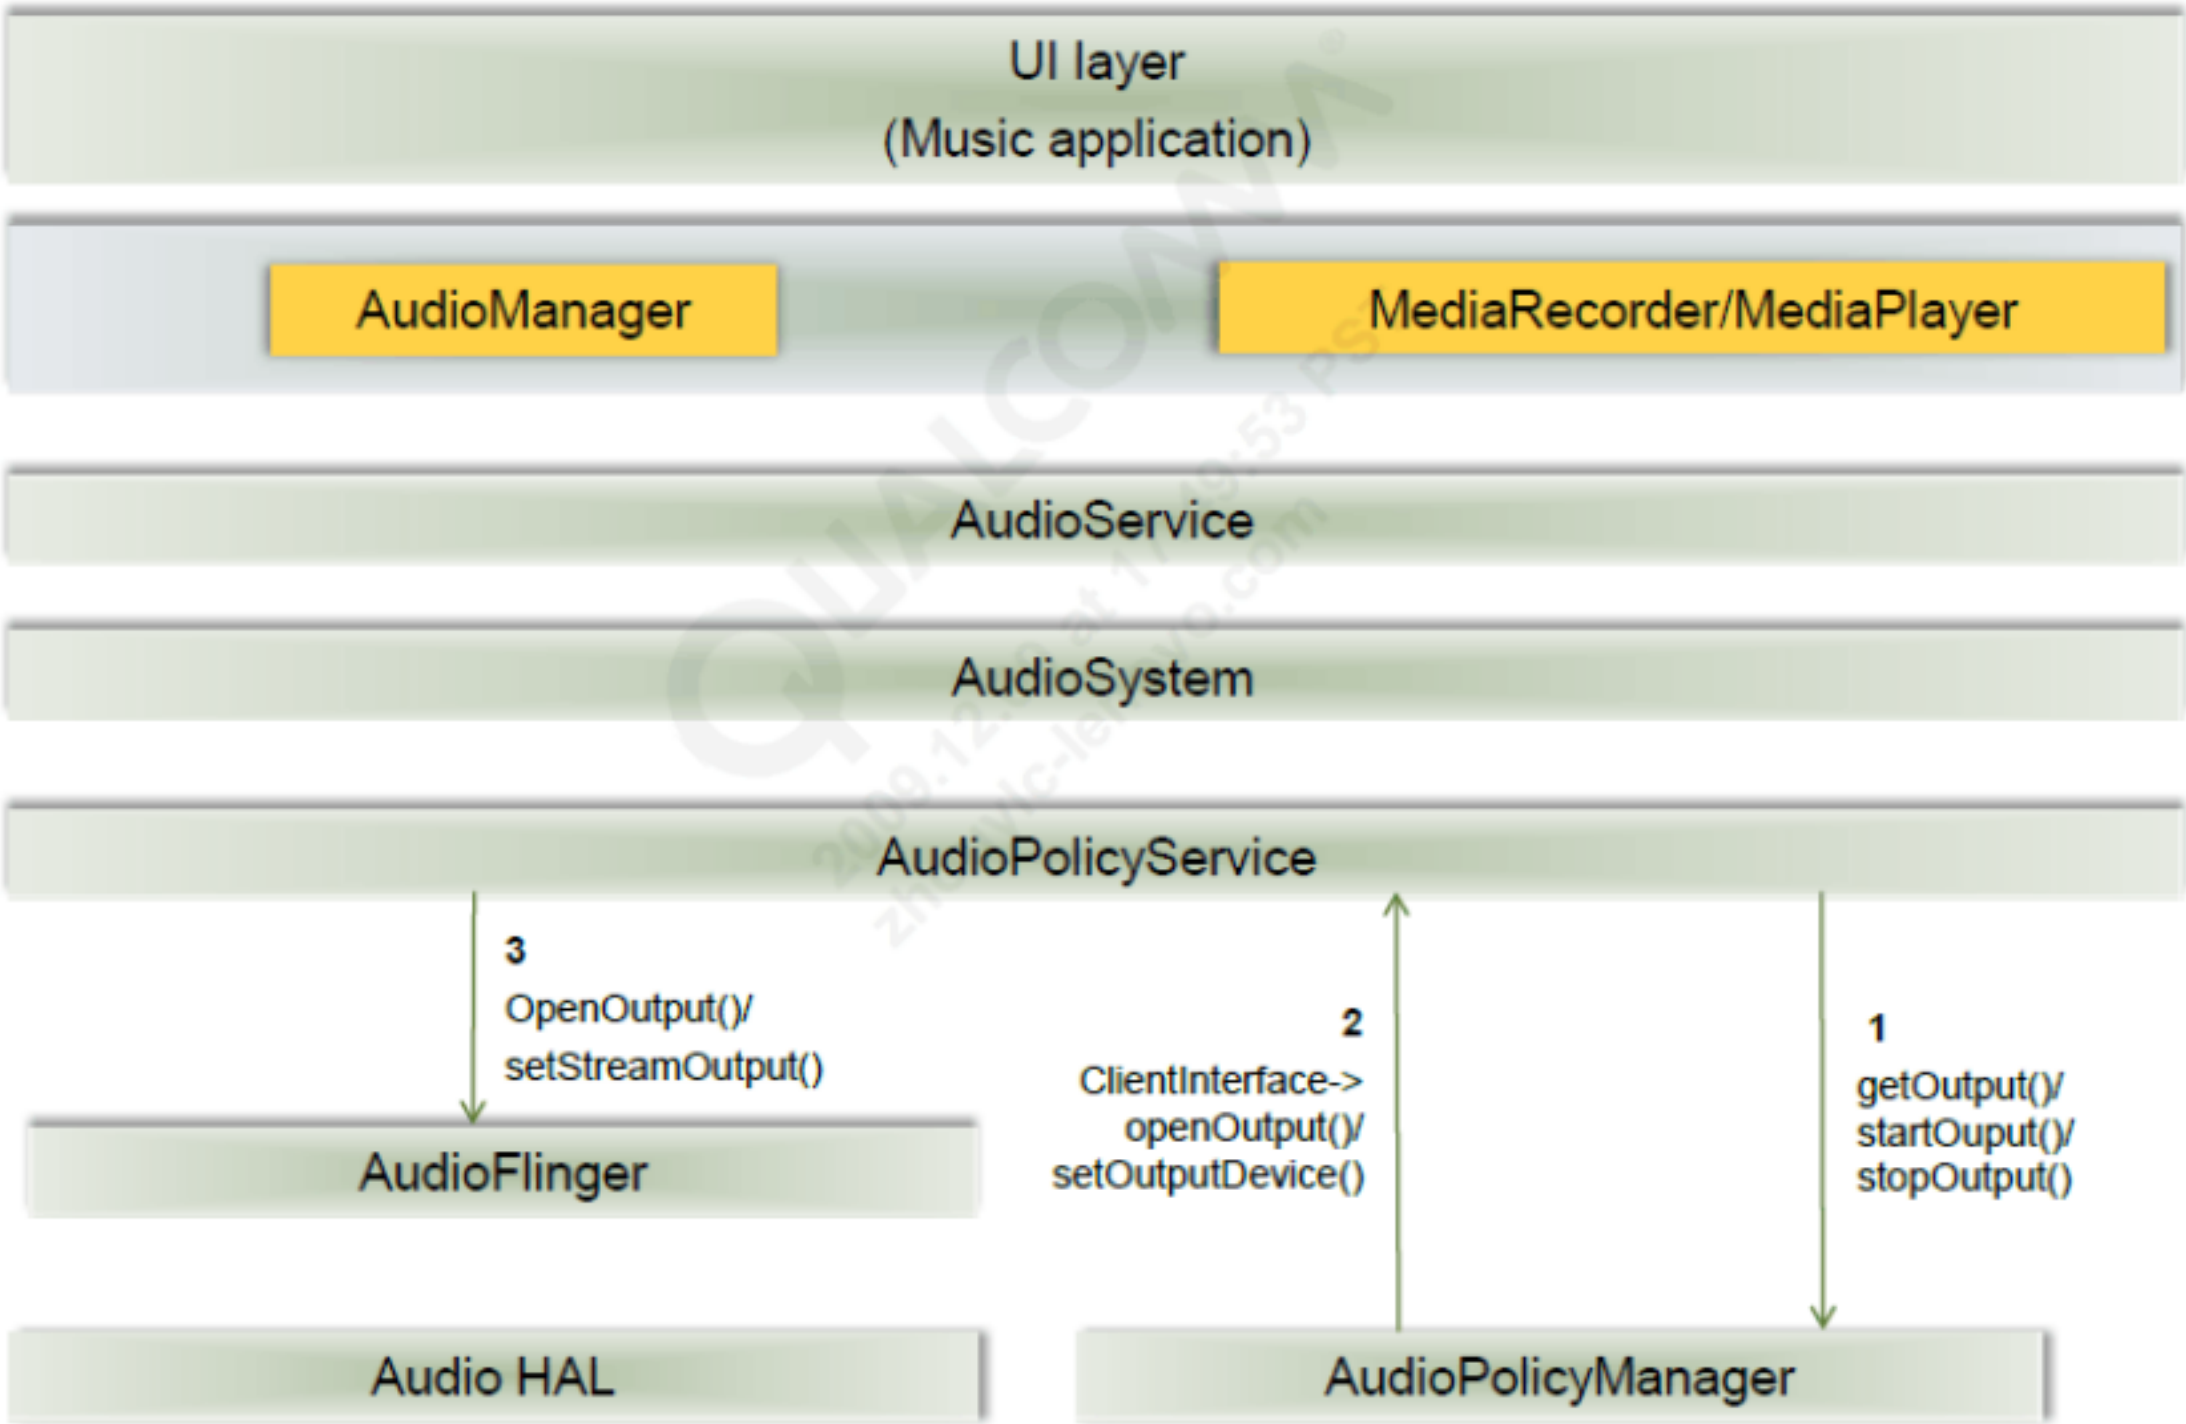 UI layer
(Music application)
AudioManager
MediaRecorder/MediaPlayer
AudioService
AudioSystem
AudioPolicyService
3
OpenOutput()/
setStreamOutput()
2
ClientInterface->
openOutput()/
setOutputDevice()
1
getOutput()/
startOuput()/
stopOutput()
AudioFlinger
Audio HAL
AudioPolicyManager
QUALCOMM®